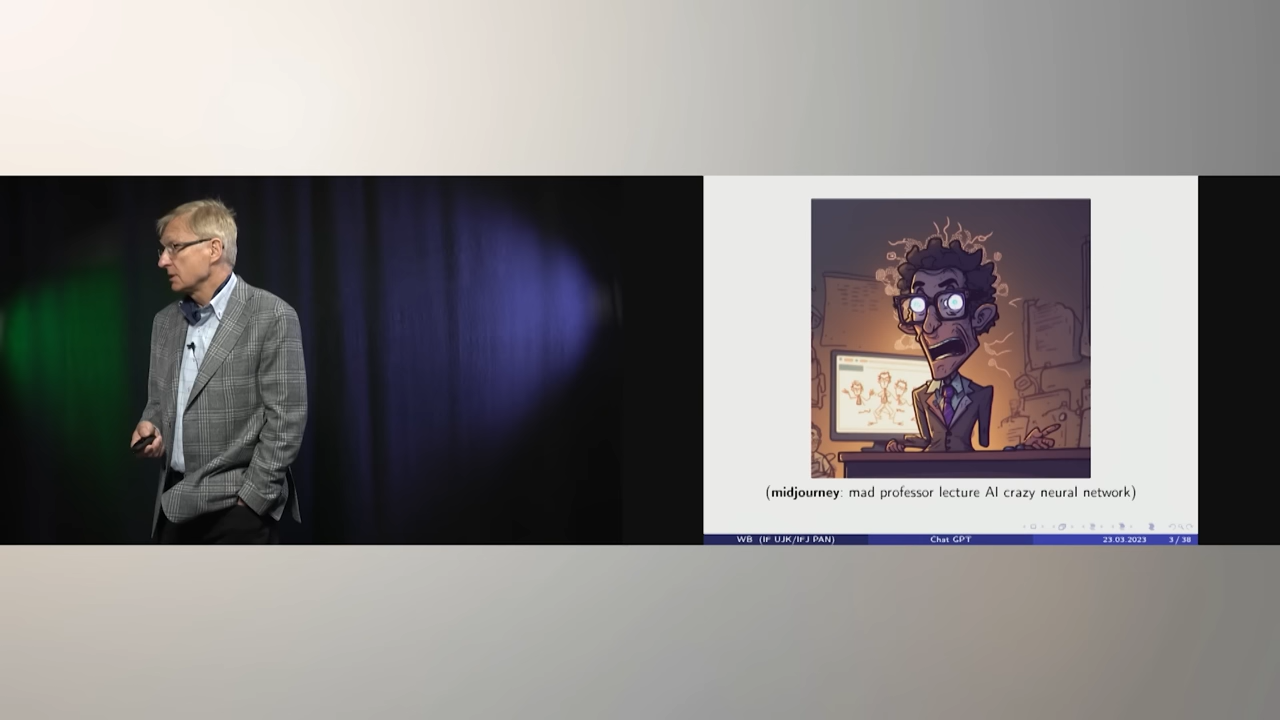 (midjourney: mad professor lecture AI crazy neural network)
WB (IF UJK/IFJ PAN)
Chat GPT
23.03.2023
3 / 38